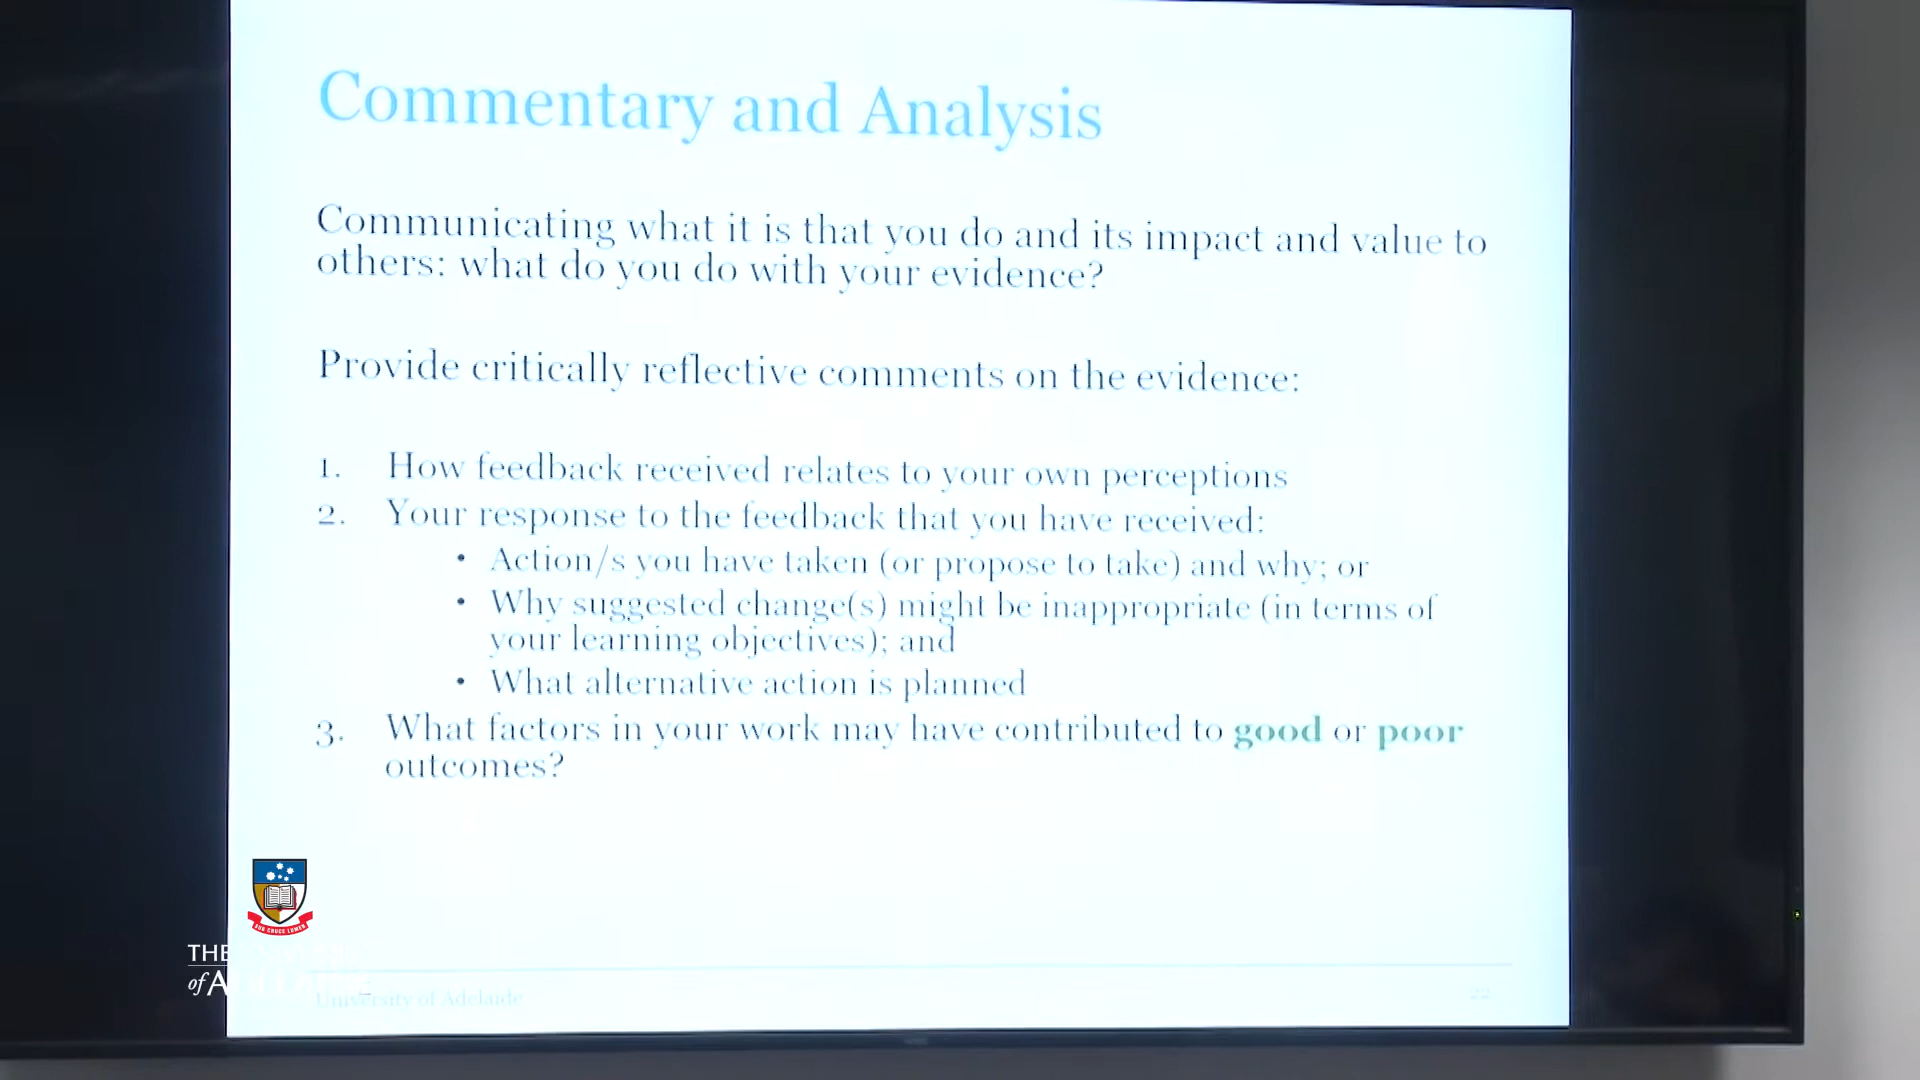 Commentary and Analysis
Communicating what it is that you do and its impact and value to
others: what do you do with your evidence?
Provide critically reflective comments on the evidence:
1. How feedback received relates to your own perceptions
2. Your response to the feedback that you have received:
• Action/s you have taken (or propose to take) and why; or
• Why suggested change(s) might be inappropriate (in terms of
your learning objectives); and
• What alternative action is planned
3. What factors in your work may have contributed to good or poor
outcomes?
SUB CRUCE LUMEN
THE
of
University of Adelaide
22